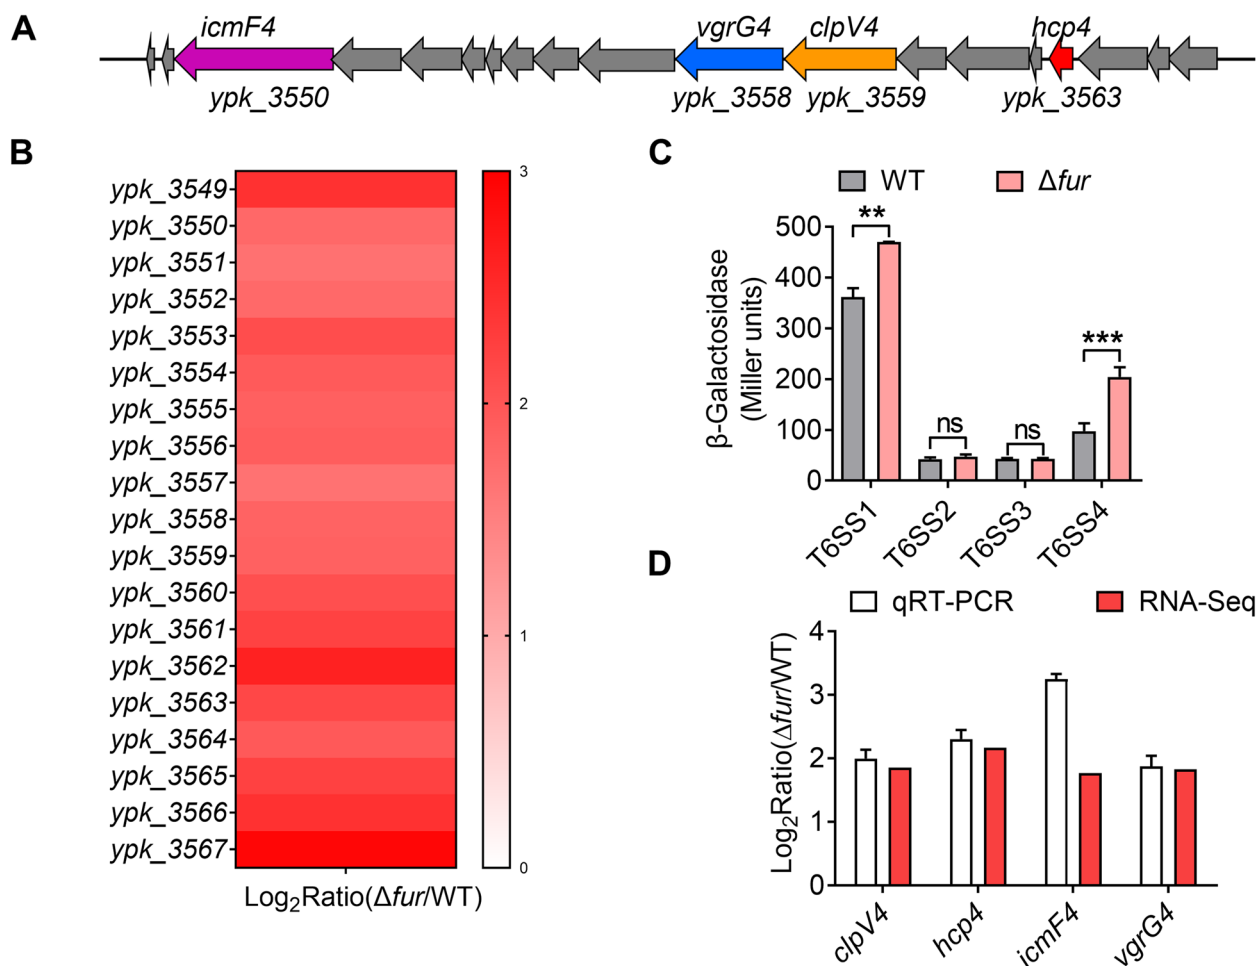 A
icmF4 vgrG4 clpV4 hcp4
ypk_3550 ypk_3558 ypk_3559 ypk_3563
B
ypk_3549
ypk_3550
ypk_3551
ypk_3552
ypk_3553
ypk_3554
ypk_3555
ypk_3556
ypk_3557
ypk_3558
ypk_3559
ypk_3560
ypk_3561
ypk_3562
ypk_3563
ypk_3564
ypk_3565
ypk_3566
ypk_3567
Log₂Ratio(Δfur/WT)
3
2
1
0
C
WT Δfur
β-Galactosidase
(Miller units)
500
400
300
200
100
0
** ns ns ***
T6SS1 T6SS2 T6SS3 T6SS4
D
qRT-PCR RNA-Seq
Log₂Ratio(Δfur/WT)
4
3
2
1
0
clpV4 hcp4 icmF4 vgrG4